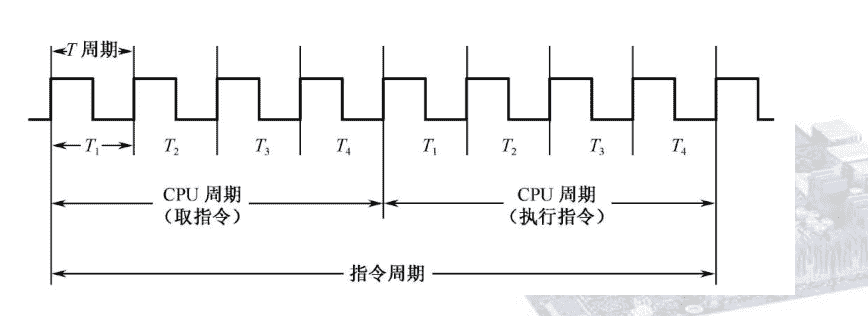 T 周期
T₁ T₂ T₃ T₄ T₁ T₂ T₃ T₄
CPU 周期 CPU 周期
（取指令） （执行指令）
指令周期